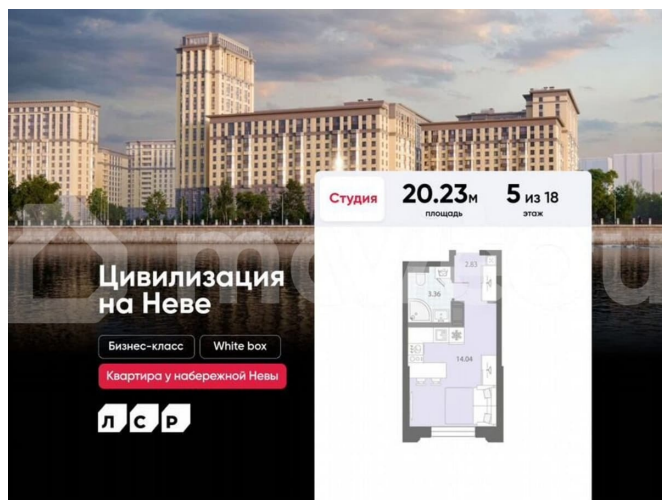 Студия
20.23м
площадь
5 из 18
этаж
2.83
3.36
14.04
Цивилизация
на Неве
Бизнес-класс
White box
Квартира у набережной Невы
ЛСР